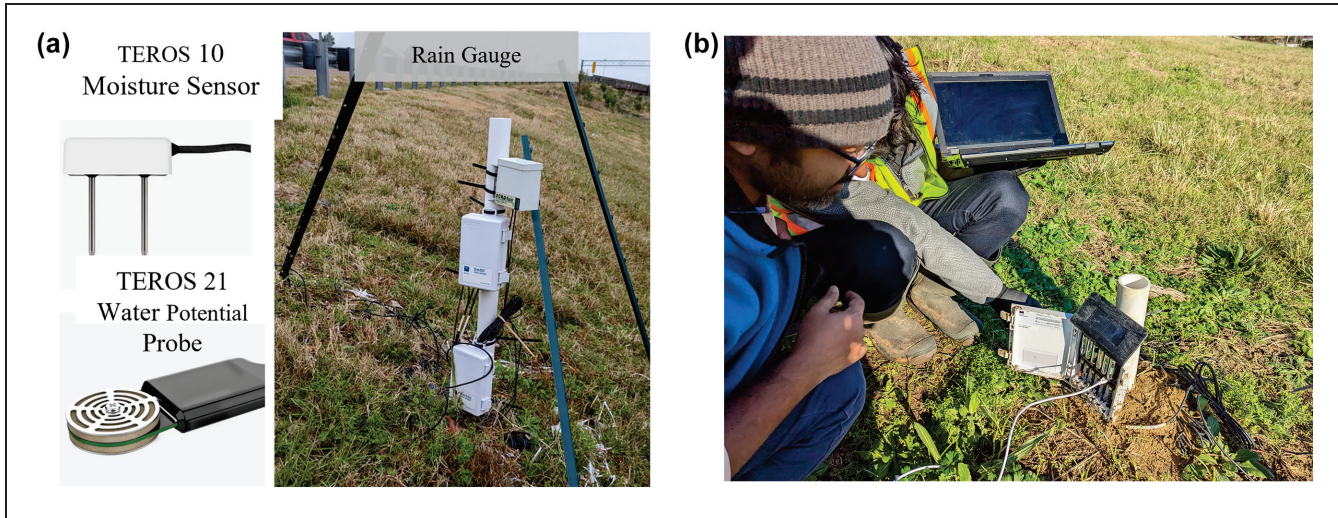 (a)
TEROS 10
Moisture Sensor
TEROS 21
Water Potential
Probe
Rain Gauge
(b)